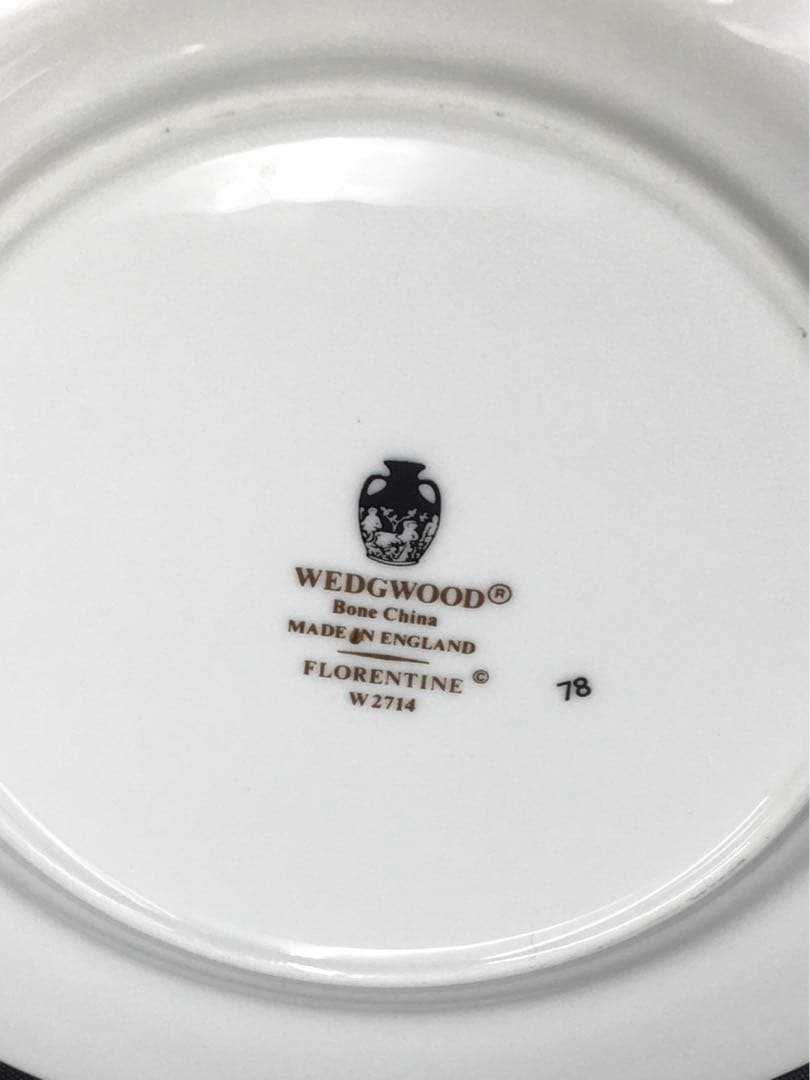 WEDGWOOD®
Bone China
MADE IN ENGLAND
FLORENTINE ©
W2714
78